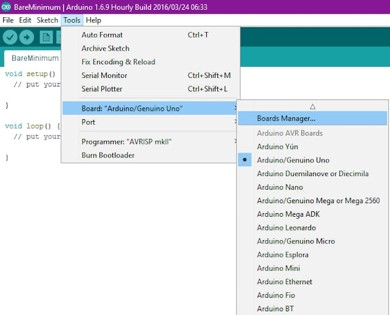 BareMinimum | Arduino 1.6.9 Hourly Build 2016/03/24 06:33
File Edit Sketch Tools Help
Auto Format Ctrl+T
Archive Sketch
Fix Encoding & Reload
Serial Monitor Ctrl+Shift+M
Serial Plotter Ctrl+Shift+L
Board: "Arduino/Genuino Uno"
Port
Programmer: "AVRISP mkII"
Burn Bootloader
BareMinimum
void setup()
// put your
}
void loop() {
// put your
}
Boards Manager...
Arduino AVR Boards
Arduino Yún
Arduino/Genuino Uno
Arduino Duemilanove or Diecimila
Arduino Nano
Arduino/Genuino Mega or Mega 2560
Arduino Mega ADK
Arduino Leonardo
Arduino/Genuino Micro
Arduino Esplora
Arduino Mini
Arduino Ethernet
Arduino Fio
Arduino BT